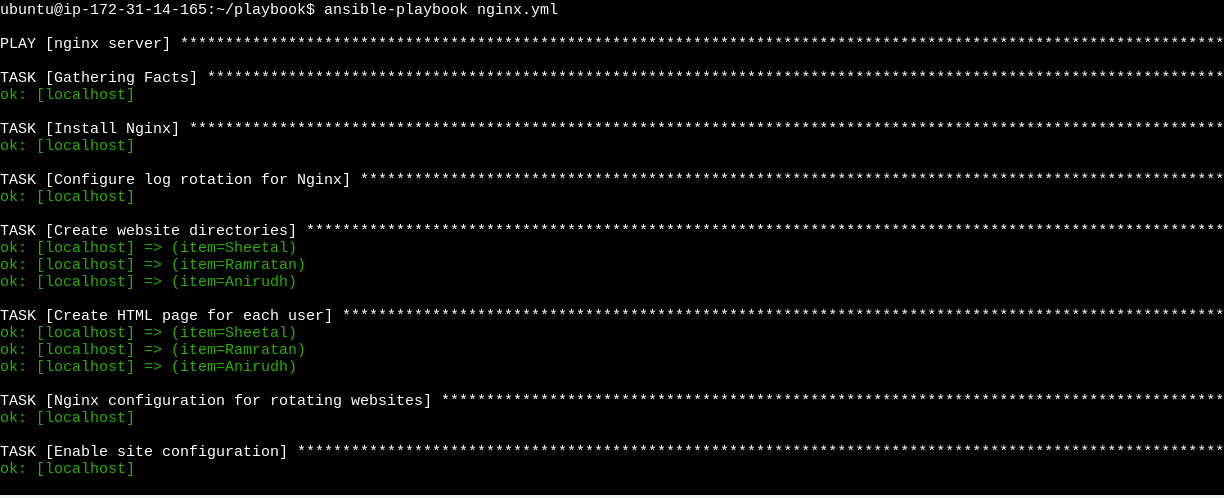 ubuntu@ip-172-31-14-165:~/playbook$ ansible-playbook nginx.yml
PLAY [nginx server] ********************************************************************************************************************
TASK [Gathering Facts] *****************************************************************************************************************
ok: [localhost]
TASK [Install Nginx] *******************************************************************************************************************
ok: [localhost]
TASK [Configure log rotation for Nginx] ************************************************************************************************
ok: [localhost]
TASK [Create website directories] ******************************************************************************************************
ok: [localhost] => (item=Sheetal)
ok: [localhost] => (item=Ramratan)
ok: [localhost] => (item=Anirudh)
TASK [Create HTML page for each user] **************************************************************************************************
ok: [localhost] => (item=Sheetal)
ok: [localhost] => (item=Ramratan)
ok: [localhost] => (item=Anirudh)
TASK [Nginx configuration for rotating websites] ***************************************************************************************
ok: [localhost]
TASK [Enable site configuration] *******************************************************************************************************
ok: [localhost]